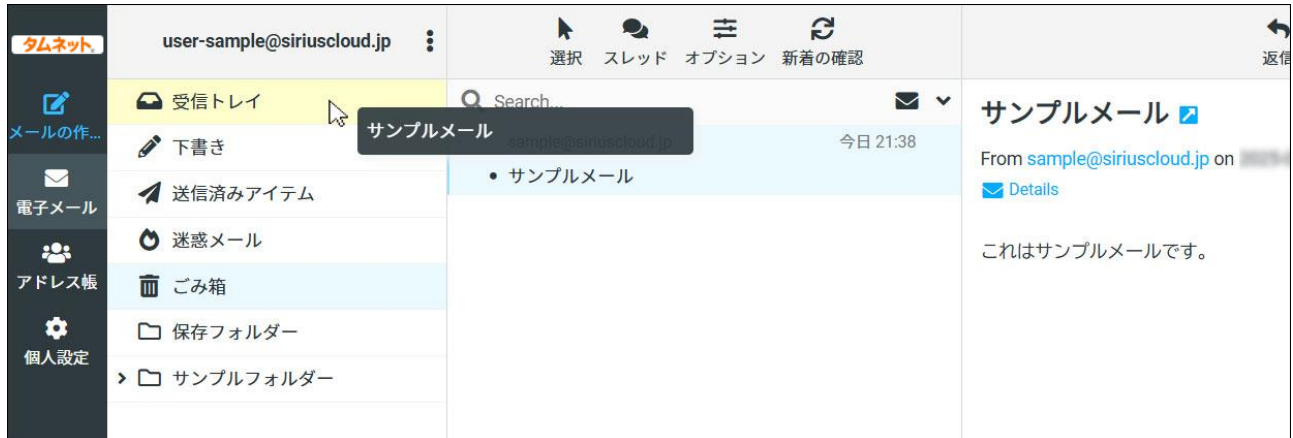 タムネット.
メールの作...
電子メール
アドレス帳
個人設定
user-sample@siriuscloud.jp
受信トレイ
下書き
送信済みアイテム
迷惑メール
ごみ箱
保存フォルダー
サンプルフォルダー
サンプルメール
選択 スレッド オプション 新着の確認
Search...
sample@siriuscloud.jp 今日 21:38
• サンプルメール
返信
サンプルメール
From sample@siriuscloud.jp on
Details
これはサンプルメールです。